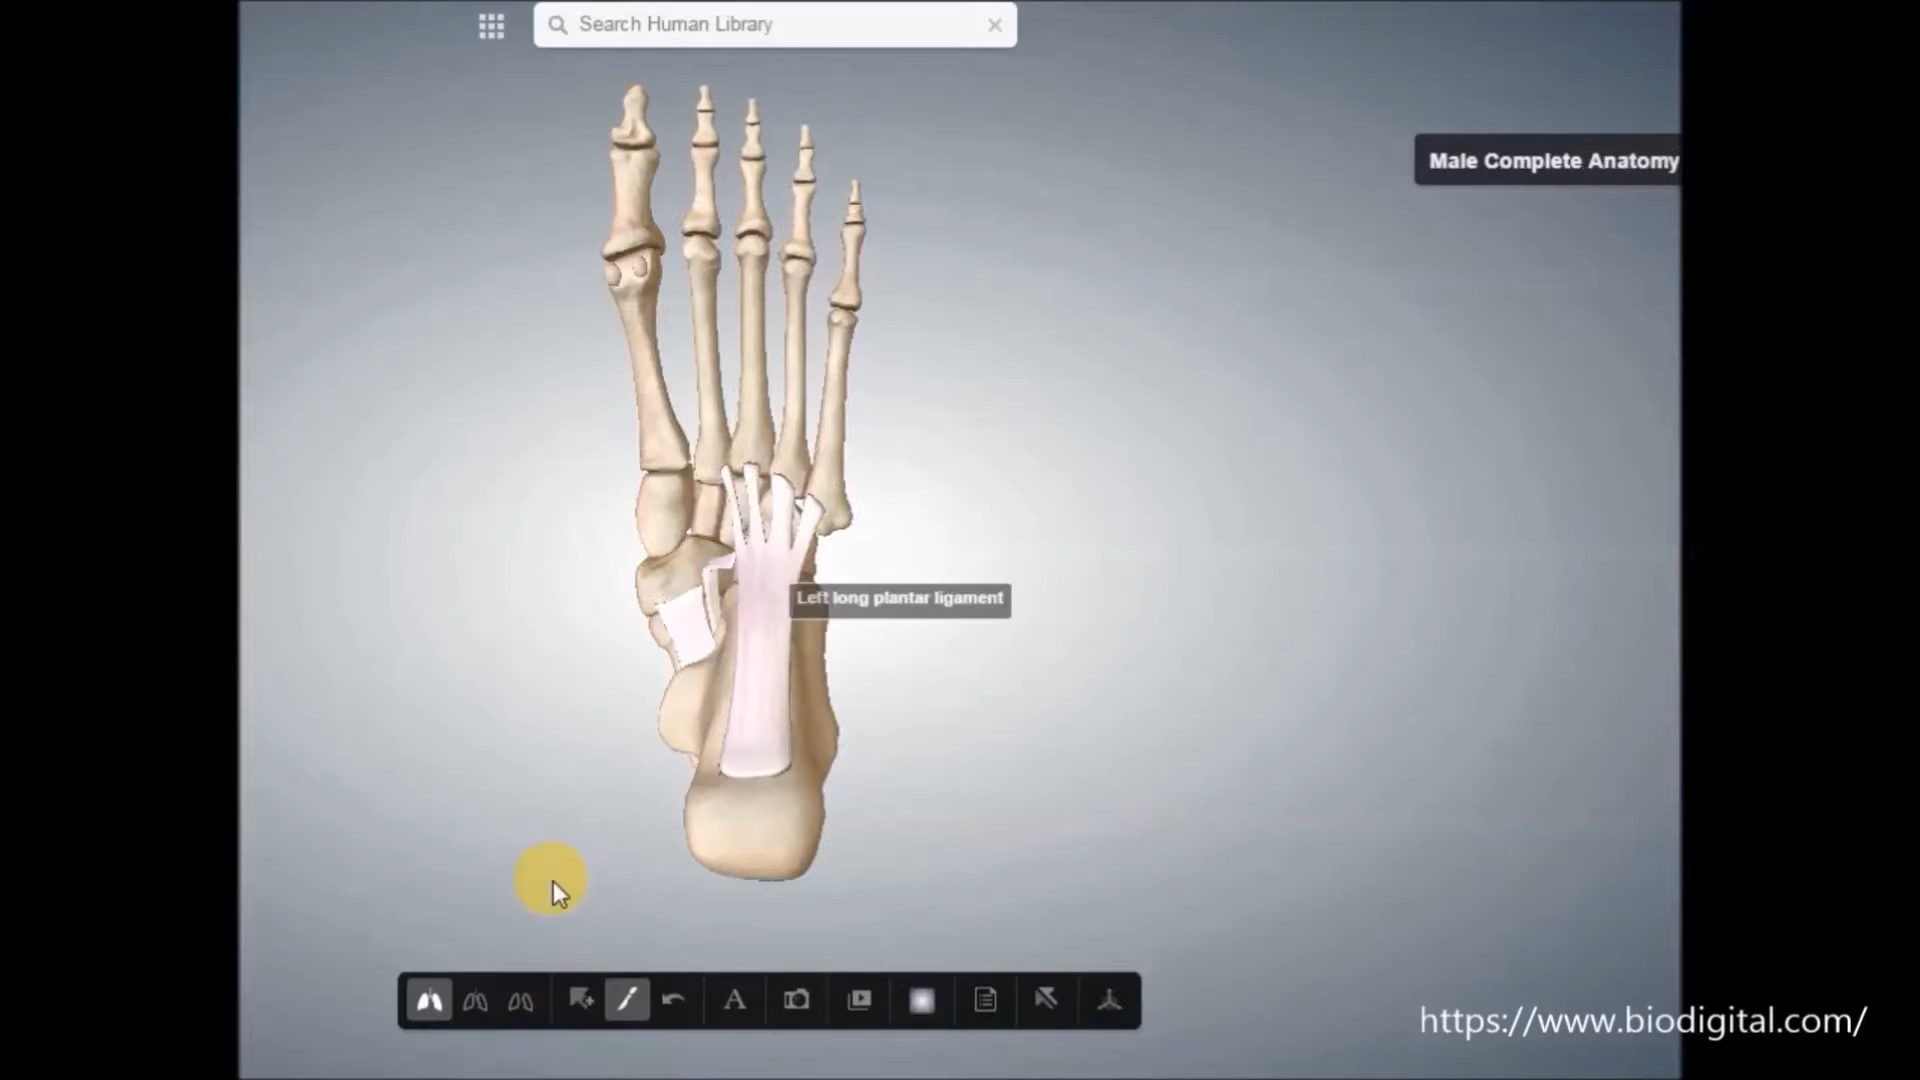 Search Human Library
Male Complete Anatomy
Left long plantar ligament
A
https://www.biodigital.com/